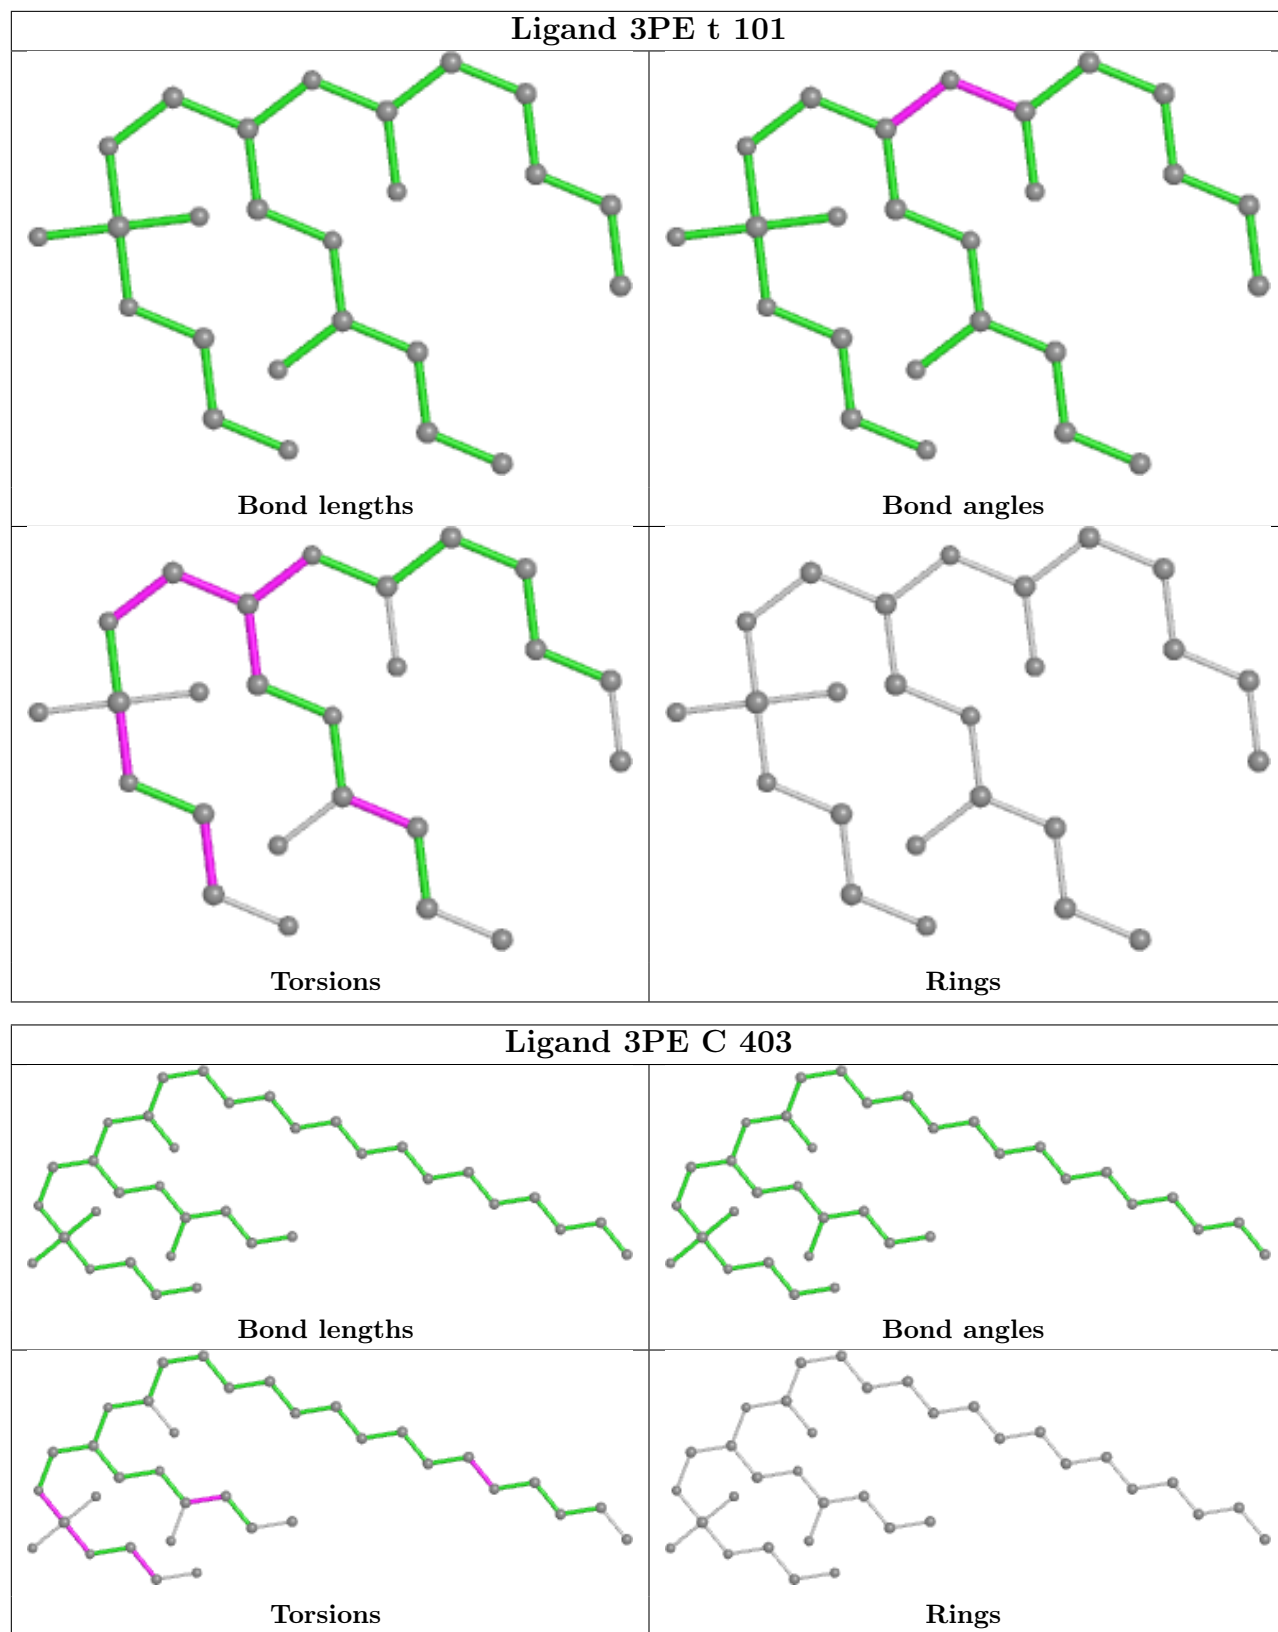 Ligand 3PE t 101
Bond lengths
Bond angles
Torsions
Rings
Ligand 3PE C 403
Bond lengths
Bond angles
Torsions
Rings